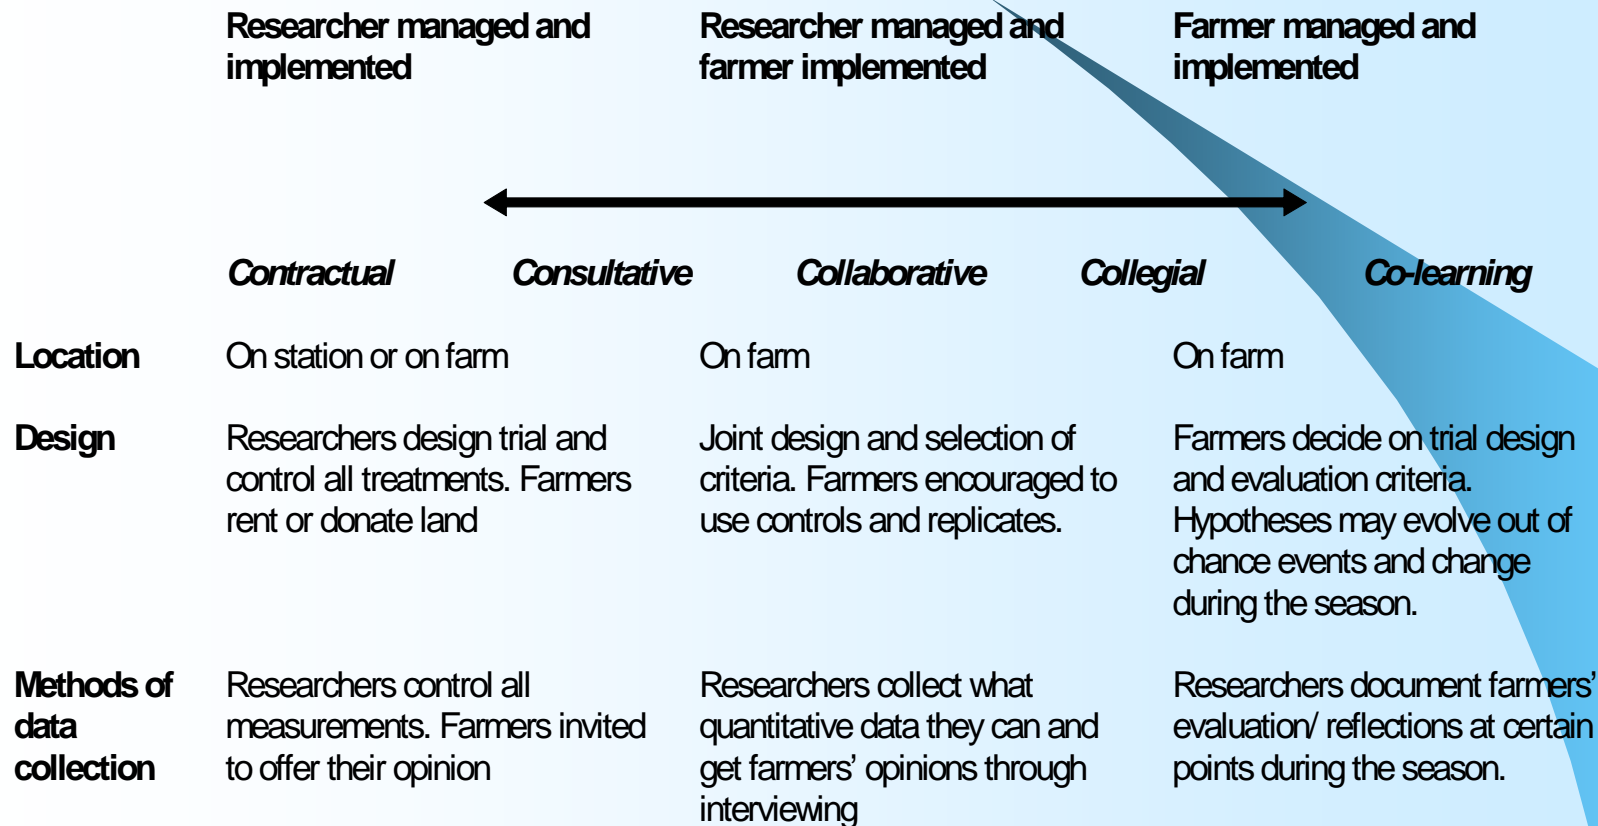 Researcher managed and
implemented
Researcher managed and
farmer implemented
Farmer managed and
implemented
Contractual
Consultative
Collaborative
Collegial
Co-learning
Location
On station or on farm
On farm
On farm
Design
Researchers design trial and
control all treatments. Farmers
rent or donate land
Joint design and selection of
criteria. Farmers encouraged to
use controls and replicates.
Farmers decide on trial design
and evaluation criteria.
Hypotheses may evolve out of
chance events and change
during the season.
Methods of
data
collection
Researchers control all
measurements. Farmers invited
to offer their opinion
Researchers collect what
quantitative data they can and
get farmers’ opinions through
interviewing
Researchers document farmers’
evaluation/ reflections at certain
points during the season.